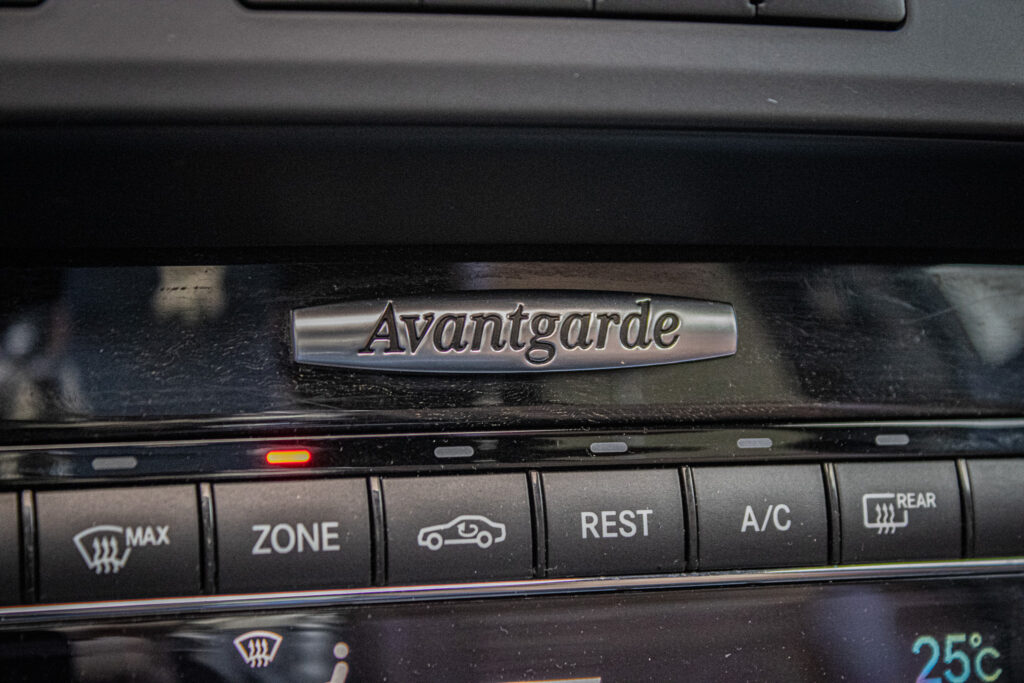 Avantgarde
MAX
ZONE
REST
A/C
REAR
25°C